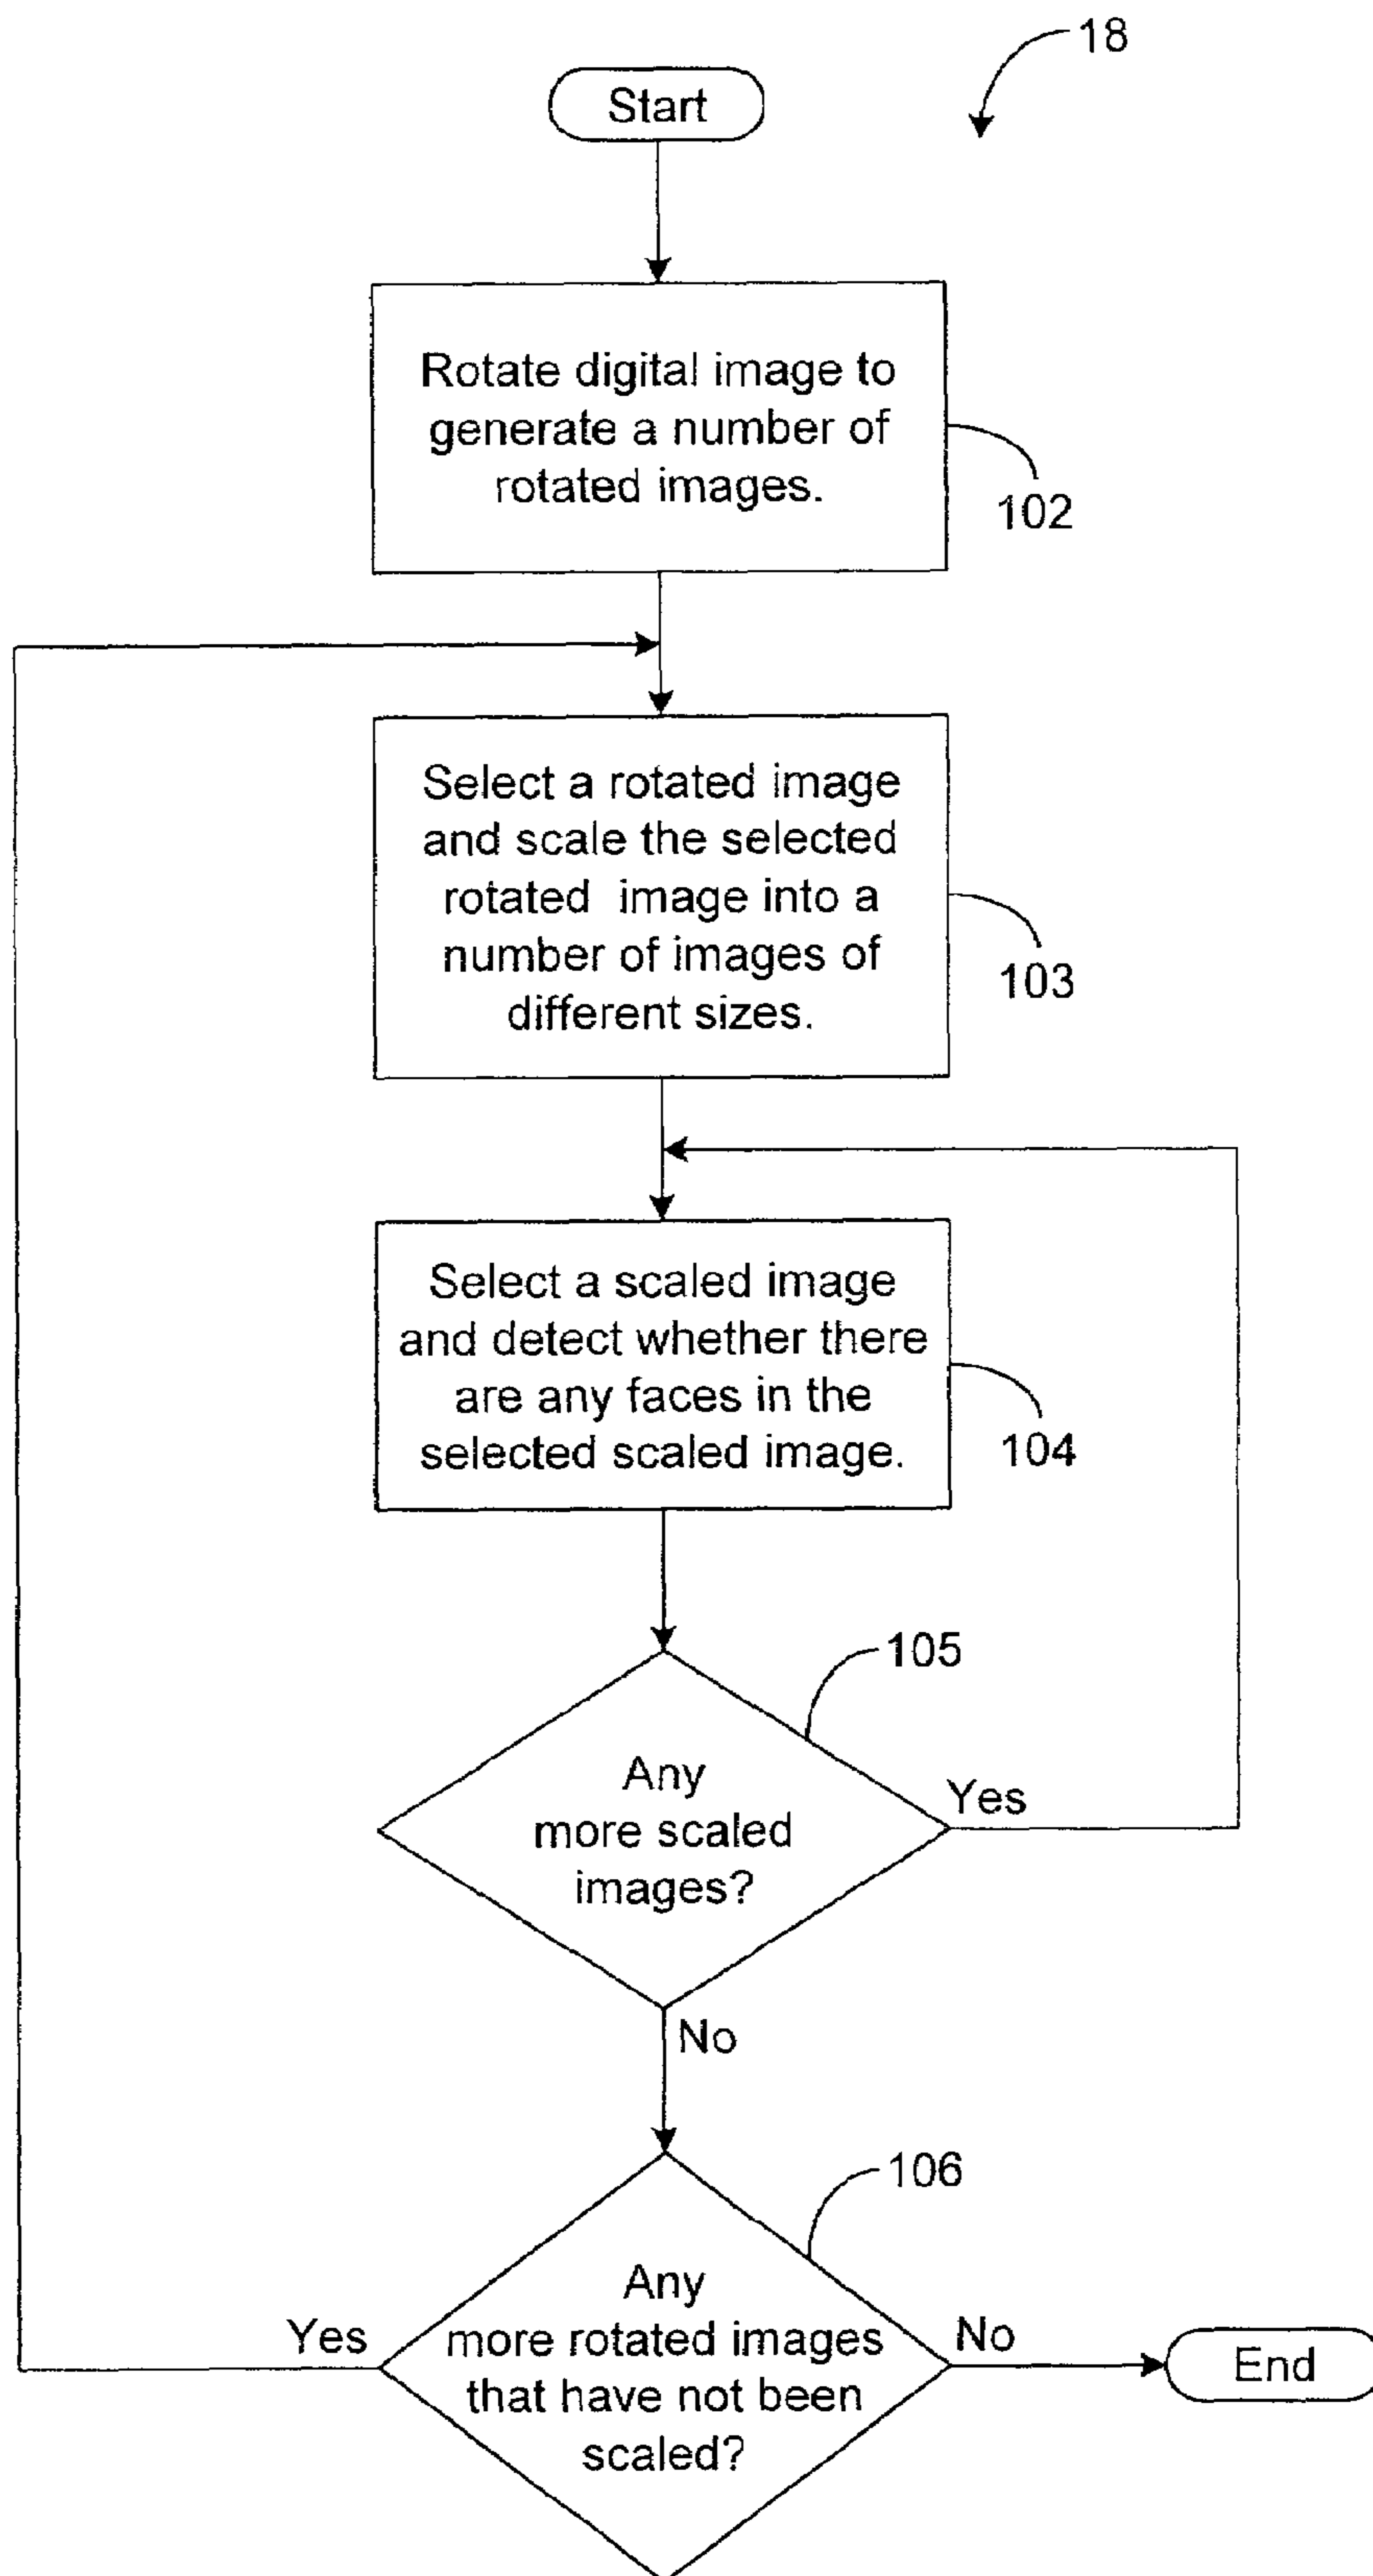 18
Start
Rotate digital image to
generate a number of
rotated images.
102
Select a rotated image
and scale the selected
rotated image into a
number of images of
different sizes.
103
Select a scaled image
and detect whether there
are any faces in the
selected scaled image.
104
105
Any
more scaled
images?
Yes
No
106
Any
more rotated images
that have not been
scaled?
Yes
No
End